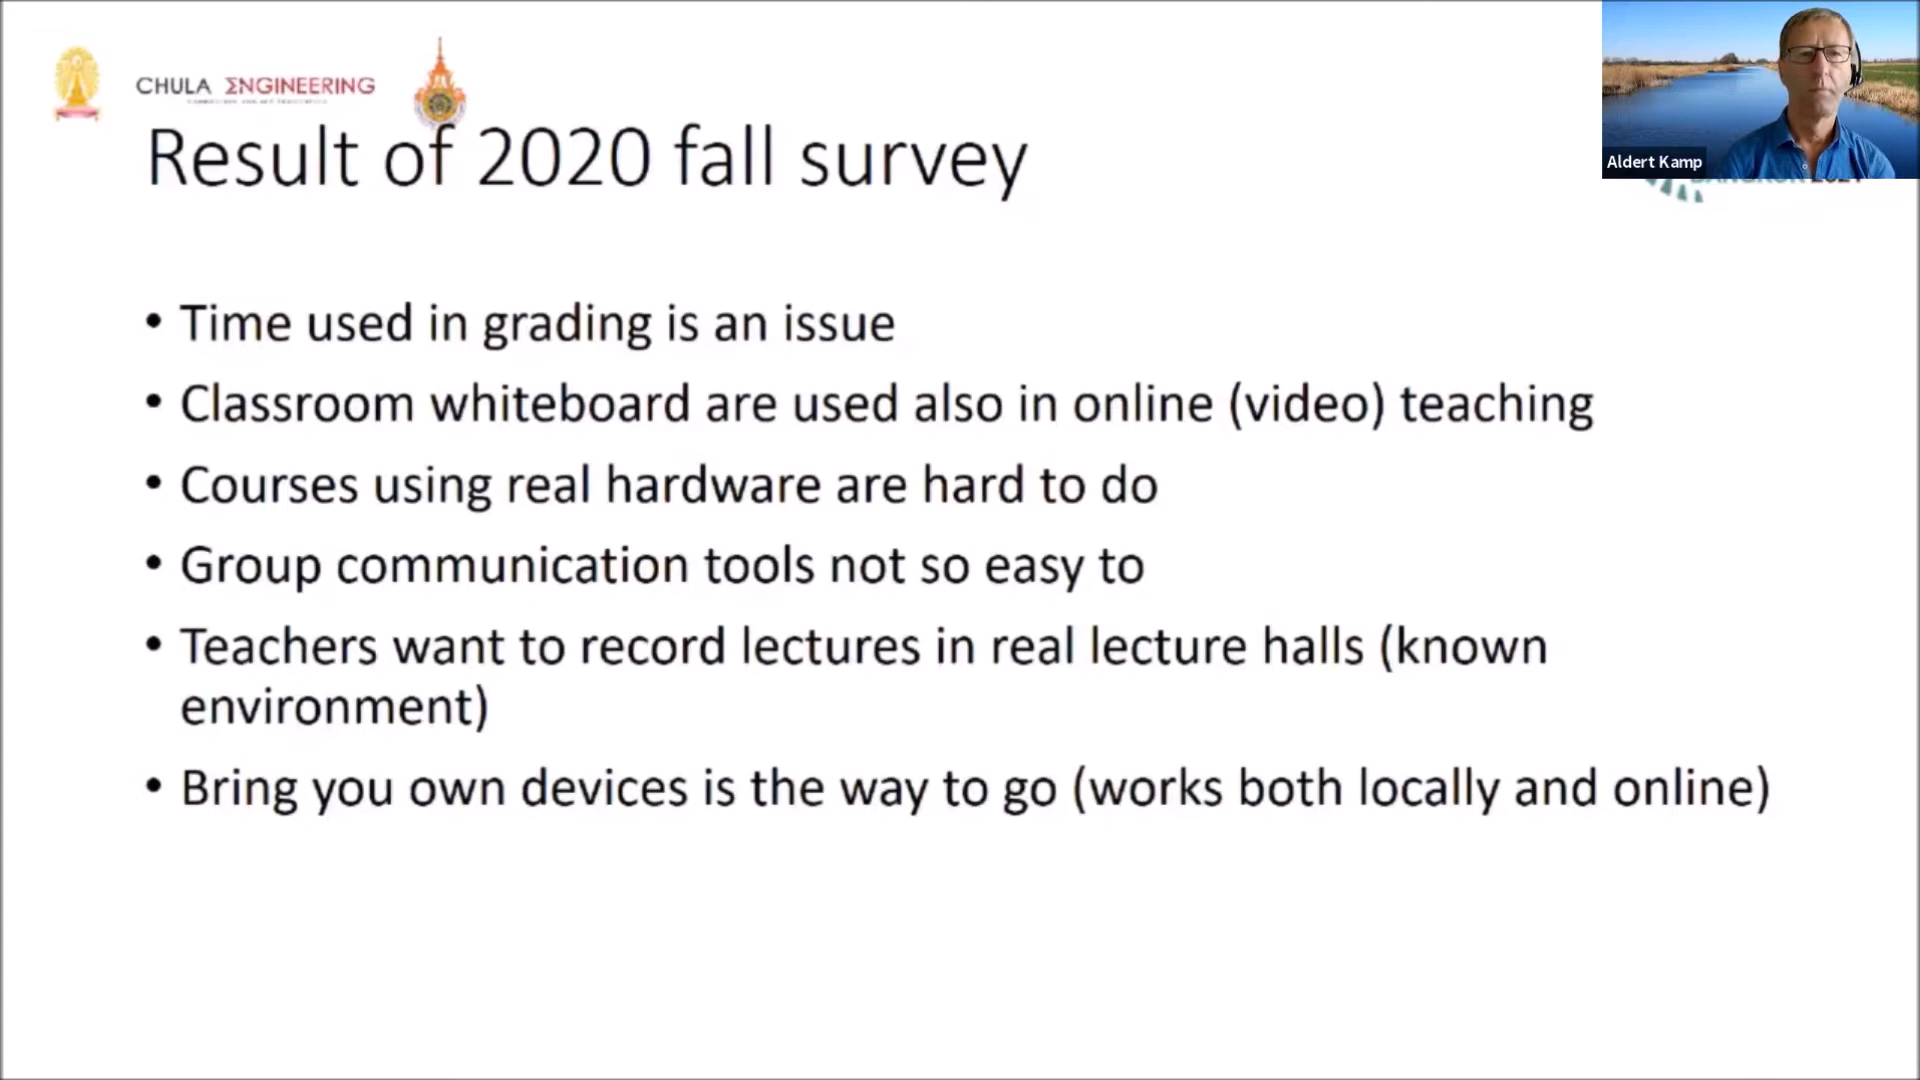 CHULA ΣNGINEERING
Result of 2020 fall survey
Aldert Kamp
• Time used in grading is an issue
• Classroom whiteboard are used also in online (video) teaching
• Courses using real hardware are hard to do
• Group communication tools not so easy to
• Teachers want to record lectures in real lecture halls (known
environment)
• Bring you own devices is the way to go (works both locally and online)